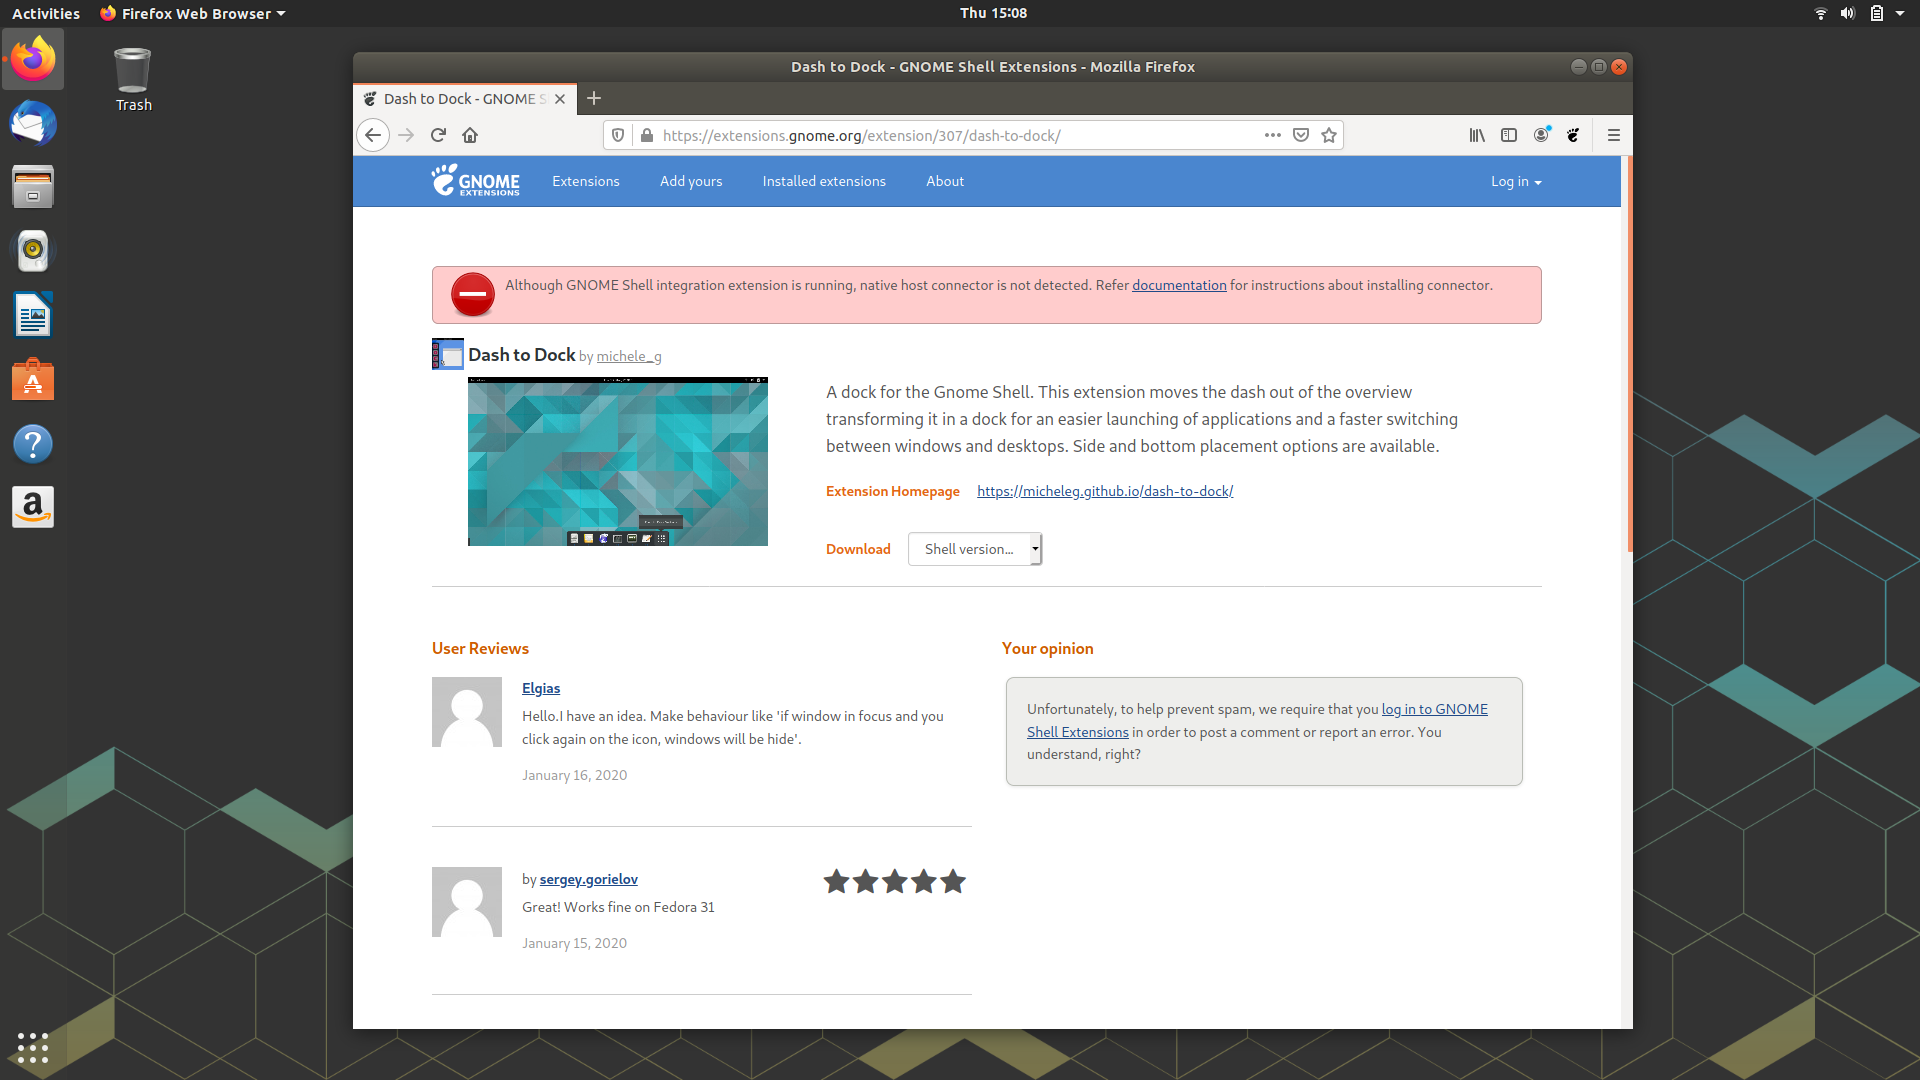 Activities
Firefox Web Browser
Thu 15:08
Trash
Dash to Dock - GNOME Shell Extensions - Mozilla Firefox
Dash to Dock - GNOME S
https://extensions.gnome.org/extension/307/dash-to-dock/
GNOME EXTENSIONS
Extensions
Add yours
Installed extensions
About
Log in
Although GNOME Shell integration extension is running, native host connector is not detected. Refer documentation for instructions about installing connector.
Dash to Dock by michele_g
A dock for the Gnome Shell. This extension moves the dash out of the overview
transforming it in a dock for an easier launching of applications and a faster switching
between windows and desktops. Side and bottom placement options are available.
Extension Homepage https://micheleg.github.io/dash-to-dock/
Download Shell version...
User Reviews
Elgias
Hello.I have an idea. Make behaviour like 'if window in focus and you
click again on the icon, windows will be hide'.
January 16, 2020
by sergey.gorielov
Great! Works fine on Fedora 31
January 15, 2020
Your opinion
Unfortunately, to help prevent spam, we require that you log in to GNOME
Shell Extensions in order to post a comment or report an error. You
understand, right?